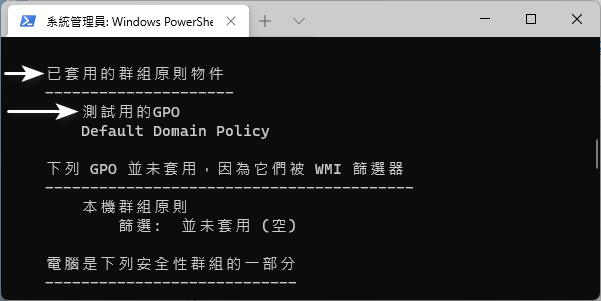 系統管理員: Windows PowerShe
已套用的群組原則物件
--------------------
測試用的GPO
Default Domain Policy
下列 GPO 並未套用，因為它們被 WMI 篩選器
---------------------------------------
本機群組原則
篩選:  並未套用 (空)
電腦是下列安全性群組的一部分
---------------------------